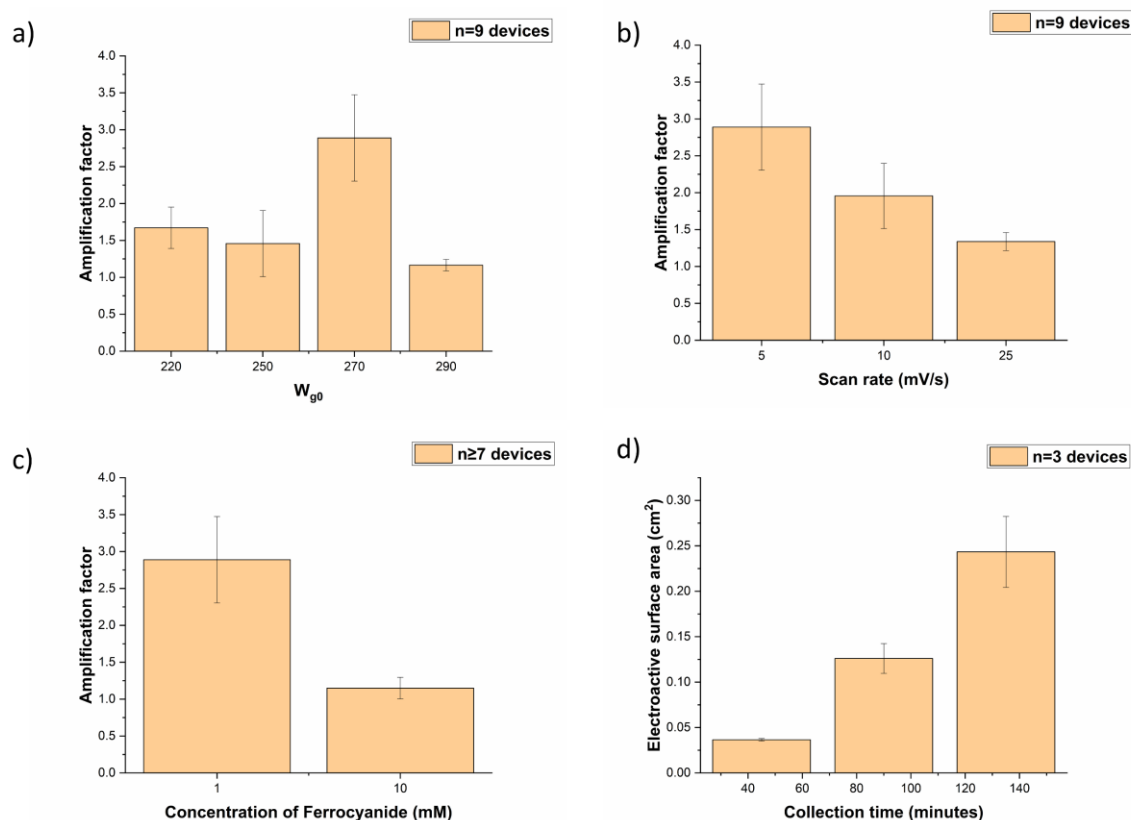 a)
n=9 devices
4.0
3.5
3.0
2.5
2.0
1.5
1.0
0.5
0.0
Amplification factor
220 250 270 290
W_g0
b)
n=9 devices
4.0
3.5
3.0
2.5
2.0
1.5
1.0
0.5
0.0
Amplification factor
5 10 25
Scan rate (mV/s)
c)
n≥7 devices
4.0
3.5
3.0
2.5
2.0
1.5
1.0
0.5
0.0
Amplification factor
1 10
Concentration of Ferrocyanide (mM)
d)
n=3 devices
0.30
0.25
0.20
0.15
0.10
0.05
0.00
Electroactive surface area (cm²)
40 60 80 100 120 140
Collection time (minutes)